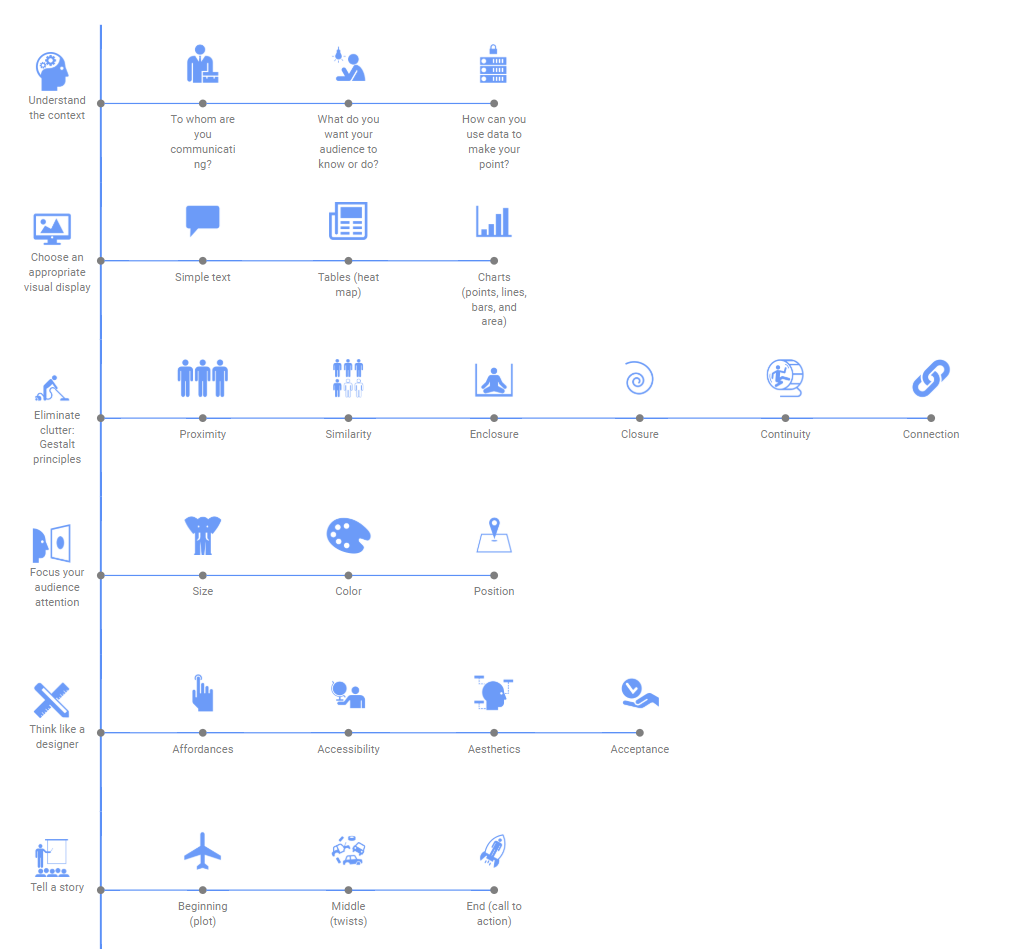 Understand
the context
To whom are
you
communicati
ng?
What do you
want your
audience to
know or do?
How can you
use data to
make your
point?
Choose an
appropriate
visual display
Simple text
Tables (heat
map)
Charts
(points, lines,
bars, and
area)
Eliminate
clutter:
Gestalt
principles
Proximity
Similarity
Enclosure
Closure
Continuity
Connection
Focus your
audience
attention
Size
Color
Position
Think like a
designer
Affordances
Accessibility
Aesthetics
Acceptance
Tell a story
Beginning
(plot)
Middle
(twists)
End (call to
action)